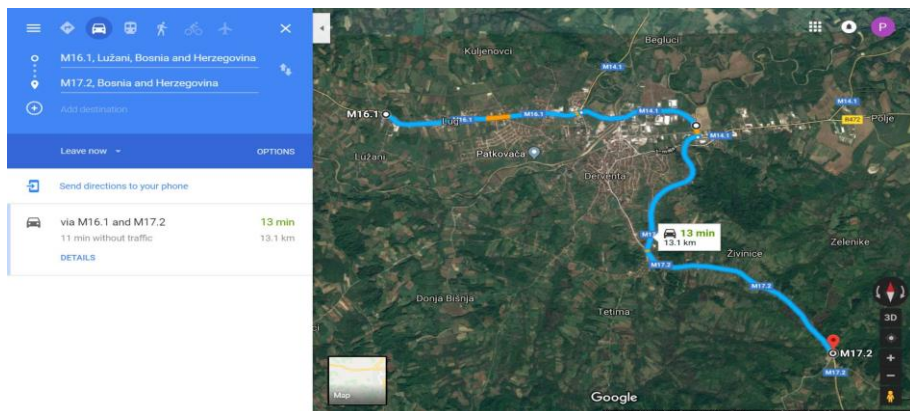 M16.1, Lužani, Bosnia and Herzegovina
M17.2, Bosnia and Herzegovina
Add destination
Leave now
OPTIONS
Send directions to your phone
via M16.1 and M17.2
13 min
11 min without traffic
13.1 km
DETAILS
P
Begluci
Kuljenovci
M14.1
M14.1
M16.1
Lug
M16.1
M16.1
M14.1
B472
Polje
M14.1
Patkovača
Lužani
Derventa
13 min
13.1 km
M17.2
Živinice
Zelenike
M17.2
Donja Bišnja
Tetima
3D
M17.2
M17.2
Map
Google